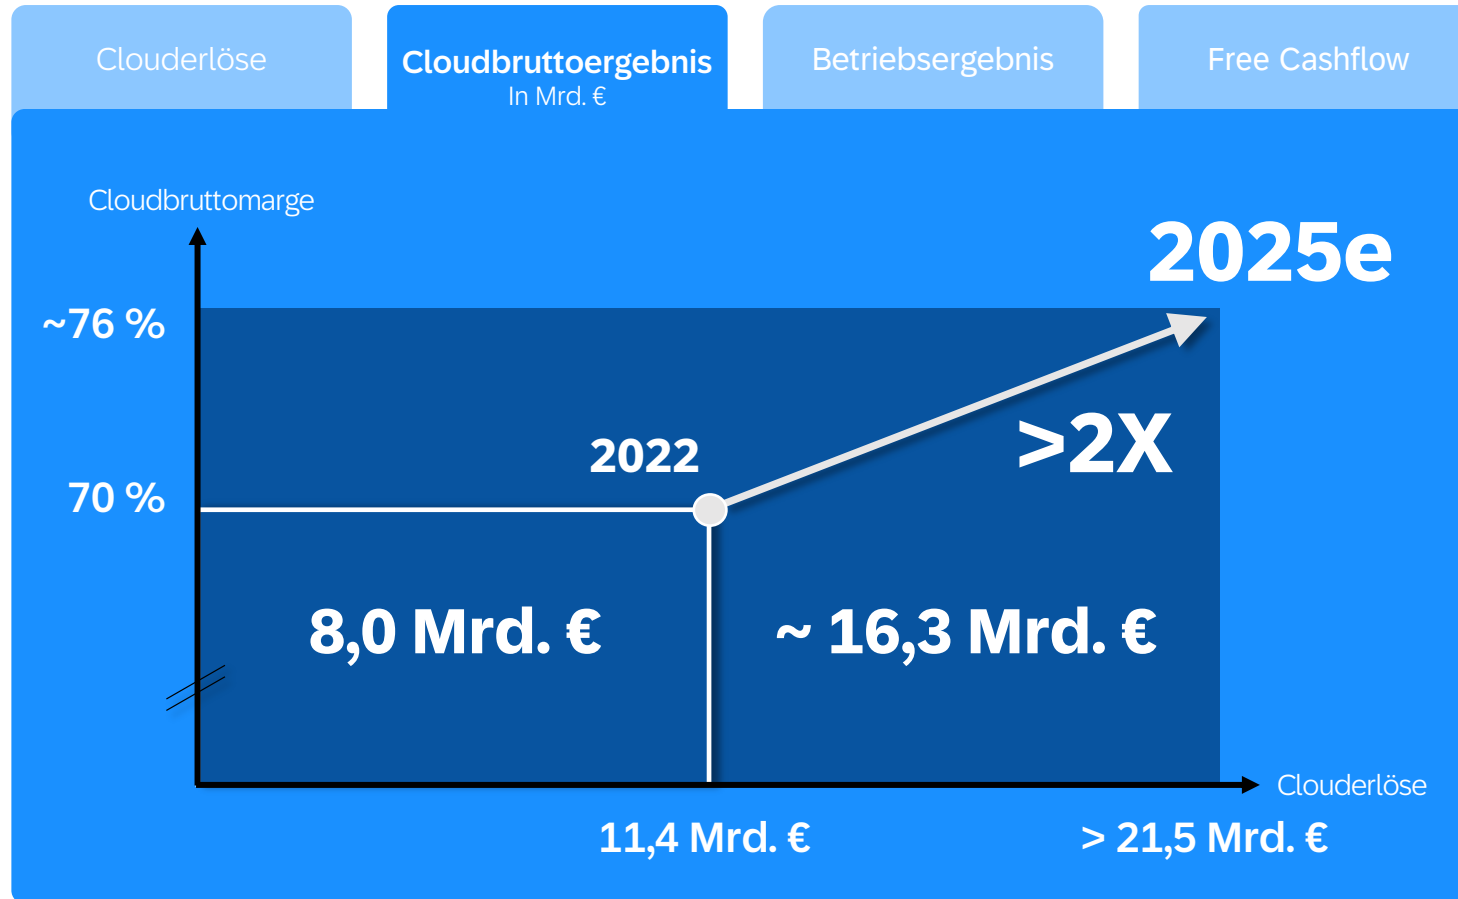 Clouderlöse
Cloudbruttoergebnis
In Mrd. €
Betriebsergebnis
Free Cashflow
Cloudbruttomarge
2025e
~76 %
>2X
2022
70 %
8,0 Mrd. €
~ 16,3 Mrd. €
Clouderlöse
11,4 Mrd. €
> 21,5 Mrd. €